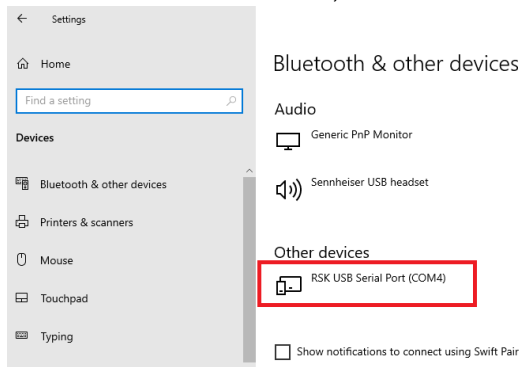 Settings
Home
Find a setting
Devices
Bluetooth & other devices
Printers & scanners
Mouse
Touchpad
Typing
Bluetooth & other devices
Audio
Generic PnP Monitor
Sennheiser USB headset
Other devices
RSK USB Serial Port (COM4)
Show notifications to connect using Swift Pair